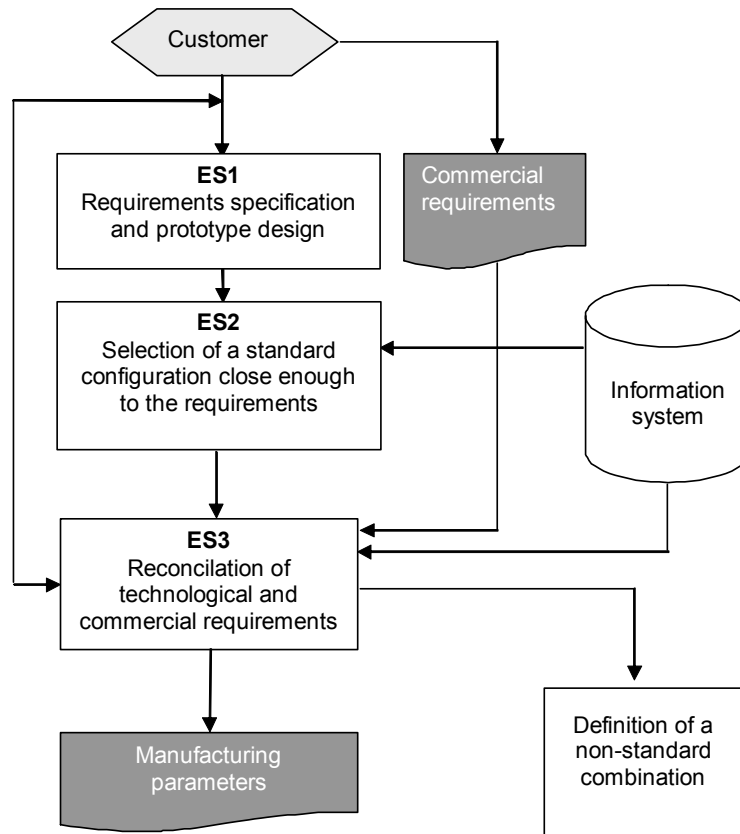 Customer
ES1
Requirements specification
and prototype design
Commercial
requirements
ES2
Selection of a standard
configuration close enough
to the requirements
Information
system
ES3
Reconcilation of
technological and
commercial requirements
Manufacturing
parameters
Definition of a
non-standard
combination